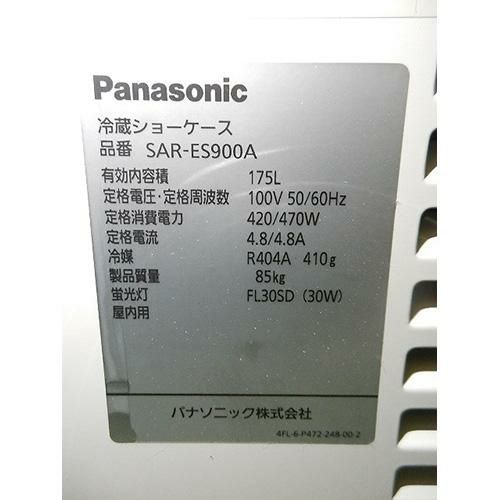 Panasonic
冷蔵ショーケース
品番 SAR-ES900A
有効内容積 175L
定格電圧・定格周波数 100V 50/60Hz
定格消費電力 420/470W
定格電流 4.8/4.8A
冷媒 R404A 410g
製品質量 85kg
蛍光灯 FL30SD (30W)
屋内用
パナソニック株式会社
4FL-6-P472-248-00-2